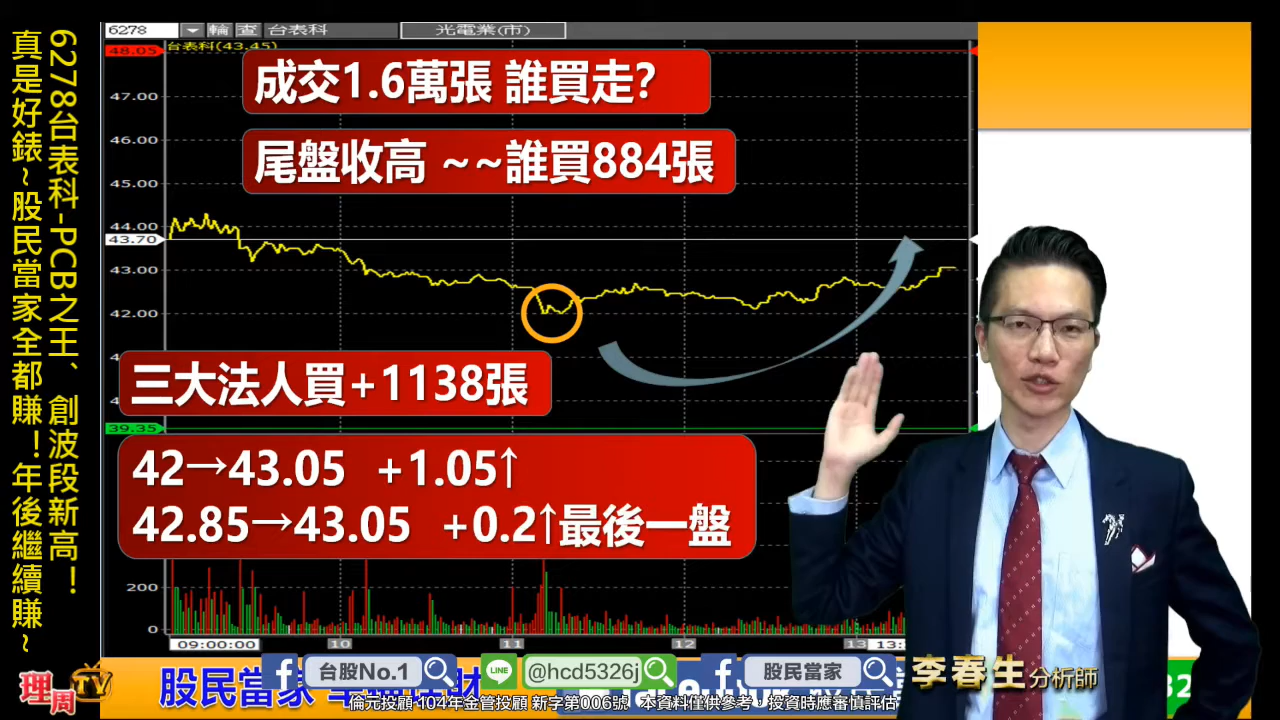 6278台表科-PCB之王、創波段新高！
真是好錶~股民當家全都賺！年後繼續賺~
6278 輪 查 台表科 光電業(市)
台表科(43.45)
48.05
47.00
46.00
45.00
44.00
43.70
43.00
42.00
39.35
200
0
09:00:00 10 11 12 13
成交1.6萬張 誰買走?
尾盤收高 ~~誰買884張
三大法人買+1138張
42→43.05 +1.05↑
42.85→43.05 +0.2↑最後一盤
李春生分析師
理周TV
股民當家
f 台股No.1
LINE @hcd5326j
f 股民當家
倫元投顧 104年金管投顧 新字第006號 本資料僅供參考，投資時應審慎評估